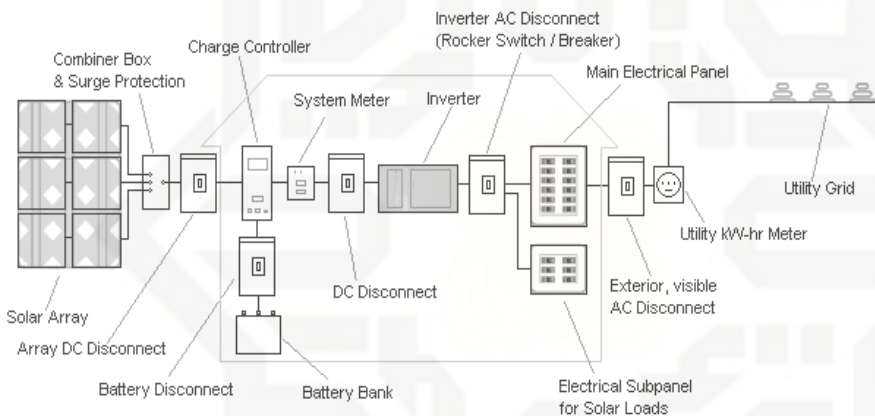 Inverter AC Disconnect
(Rocker Switch / Breaker)
Charge Controller
Combiner Box
& Surge Protection
Main Electrical Panel
System Meter
Inverter
Utility Grid
Utility kW-hr Meter
DC Disconnect
Exterior, visible
AC Disconnect
Solar Array
Array DC Disconnect
Battery Disconnect
Battery Bank
Electrical Subpanel
for Solar Loads